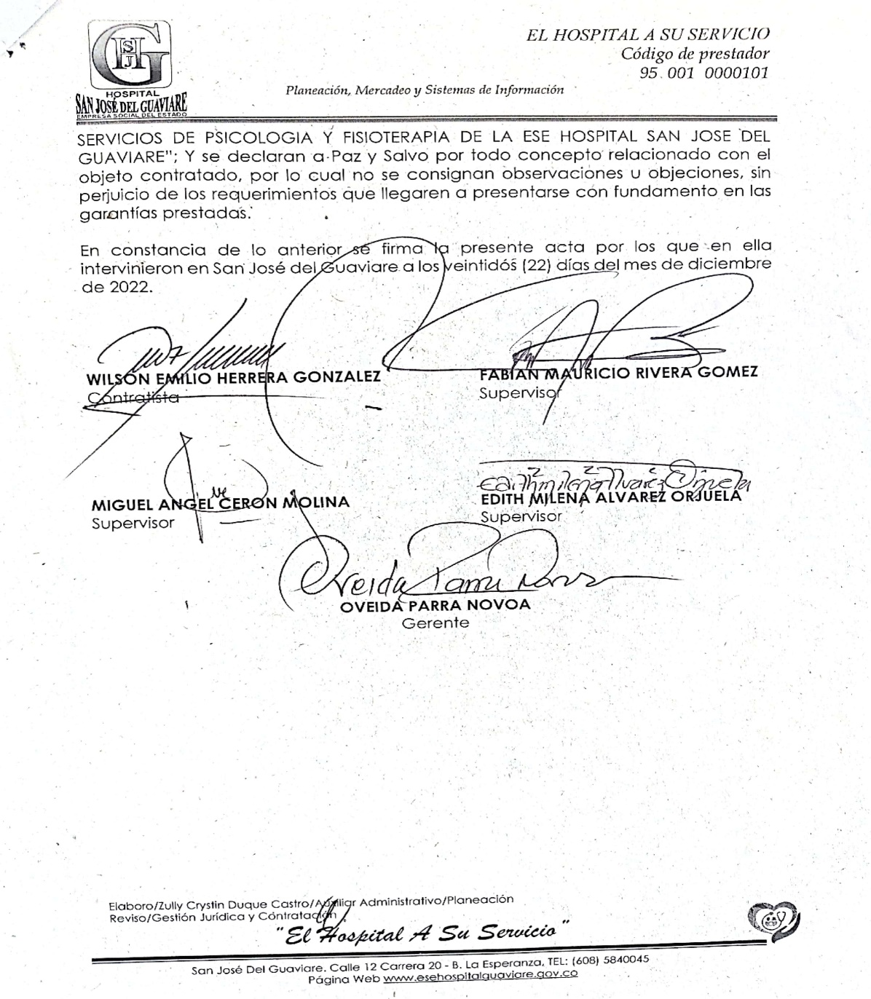 HSJG
HOSPITAL
SAN JOSÉ DEL GUAVIARE
EMPRESA SOCIAL DEL ESTADO
EL HOSPITAL A SU SERVICIO
Código de prestador
95 001 0000101
Planeación, Mercadeo y Sistemas de Información
SERVICIOS DE PSICOLOGIA Y FISIOTERAPIA DE LA ESE HOSPITAL SAN JOSE DEL
GUAVIARE"; Y se declaran a Paz y Salvo por todo concepto relacionado con el
objeto contratado, por lo cual no se consignan observaciones u objeciones, sin
perjuicio de los requerimientos que llegaren a presentarse con fundamento en las
garantías prestadas.
En constancia de lo anterior se firma la presente acta por los que en ella
intervinieron en San José del Guaviare a los veintidós (22) días del mes de diciembre
de 2022.
WILSON EMILIO HERRERA GONZALEZ
Contratista
FABIAN MAURICIO RIVERA GOMEZ
Supervisor
MIGUEL ANGEL CERON MOLINA
Supervisor
Edith milena Alvarez Orjuela
EDITH MILENA ALVAREZ ORJUELA
Supervisor
Oveida Parra Novoa
OVEIDA PARRA NOVOA
Gerente
Elaboro/Zully Crystin Duque Castro/Auxiliar Administrativo/Planeación
Reviso/Gestión Jurídica y Contratación
"El Hospital A Su Servicio"
San José Del Guaviare. Calle 12 Carrera 20 - B. La Esperanza, TEL: (608) 5840045
Página Web www.esehospitalguaviare.gov.co